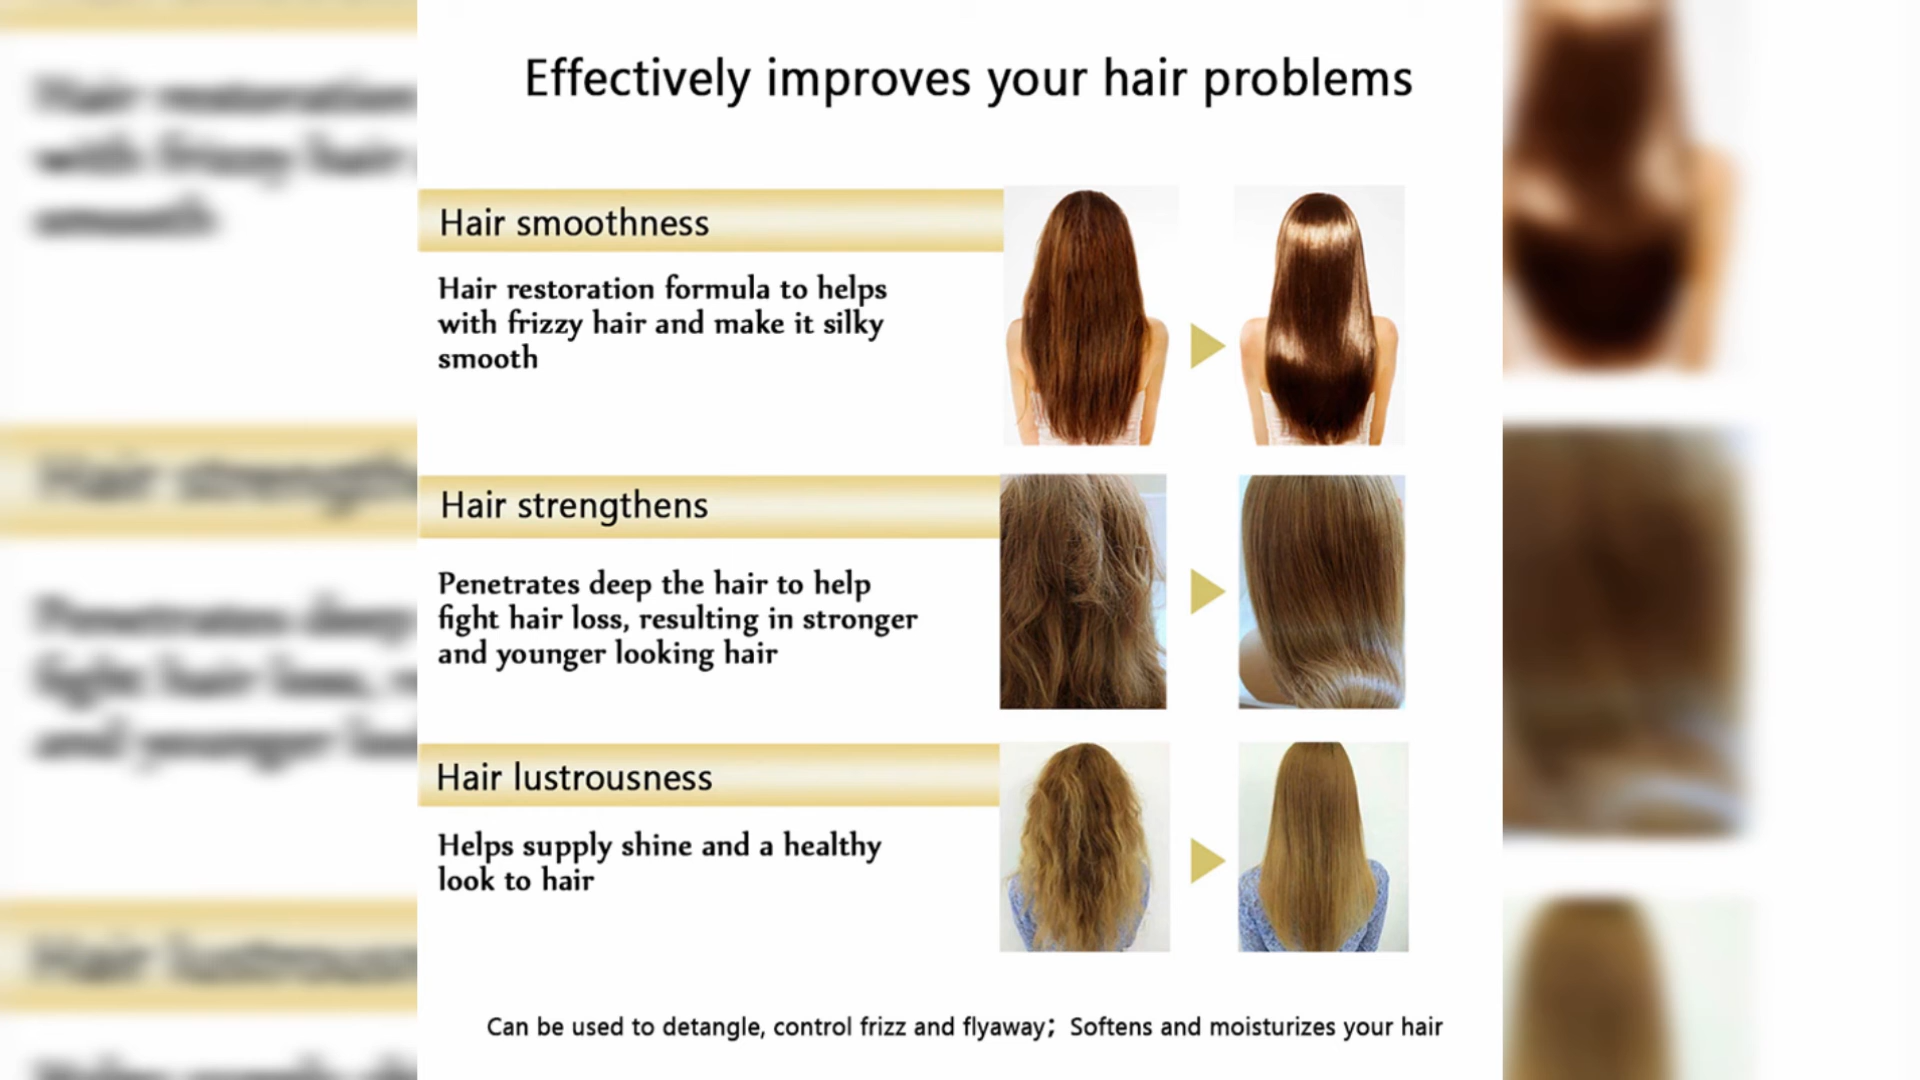 Effectively improves your hair problems
Hair smoothness
Hair restoration formula to helps
with frizzy hair and make it silky
smooth
Hair strengthens
Penetrates deep the hair to help
fight hair loss, resulting in stronger
and younger looking hair
Hair lustrousness
Helps supply shine and a healthy
look to hair
Can be used to detangle, control frizz and flyaway; Softens and moisturizes your hair